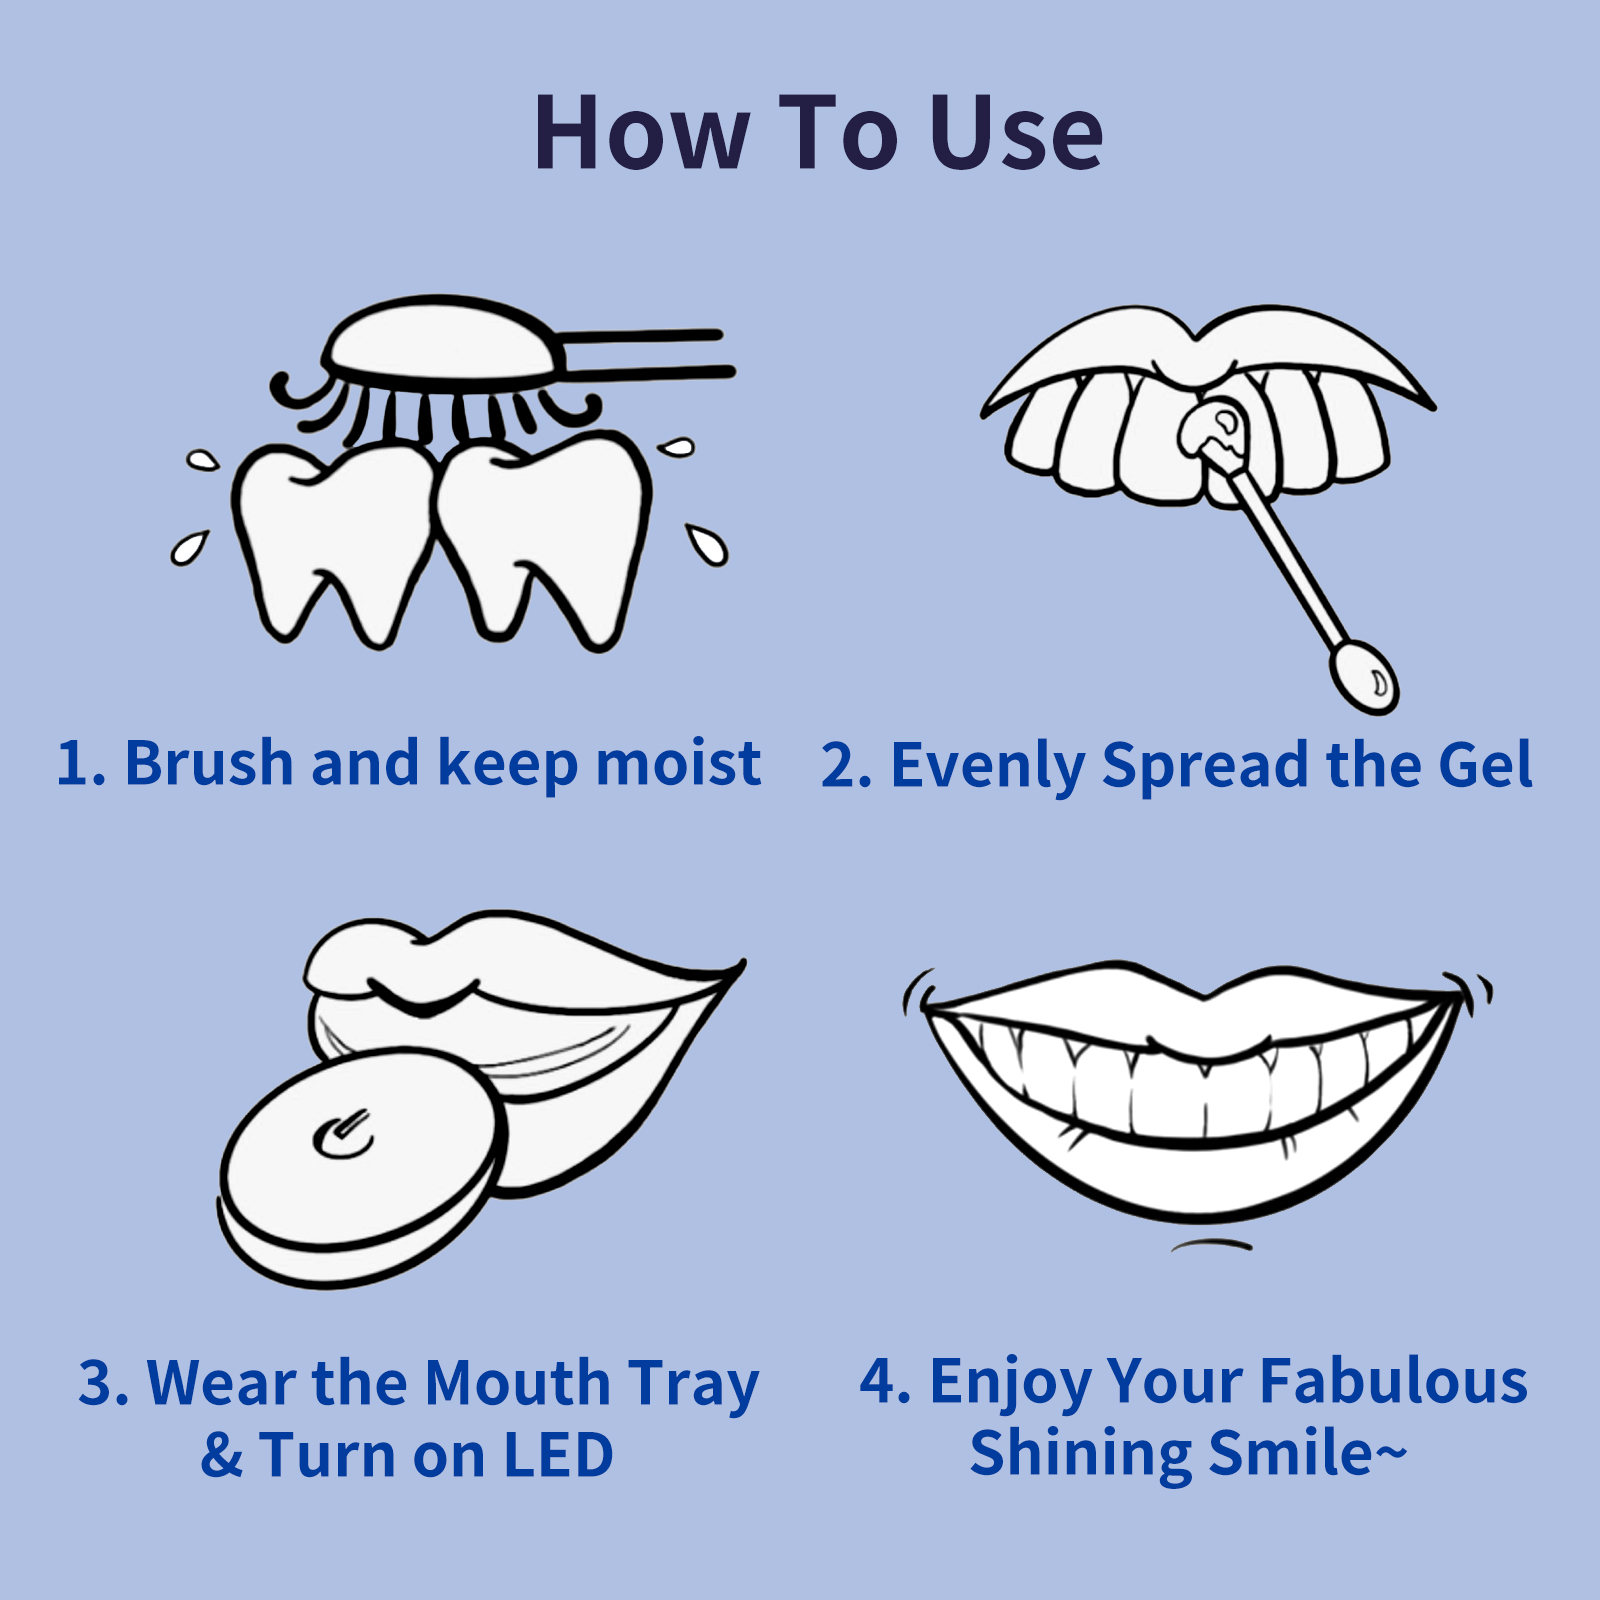 How To Use
1. Brush and keep moist
2. Evenly Spread the Gel
3. Wear the Mouth Tray
& Turn on LED
4. Enjoy Your Fabulous
Shining Smile~